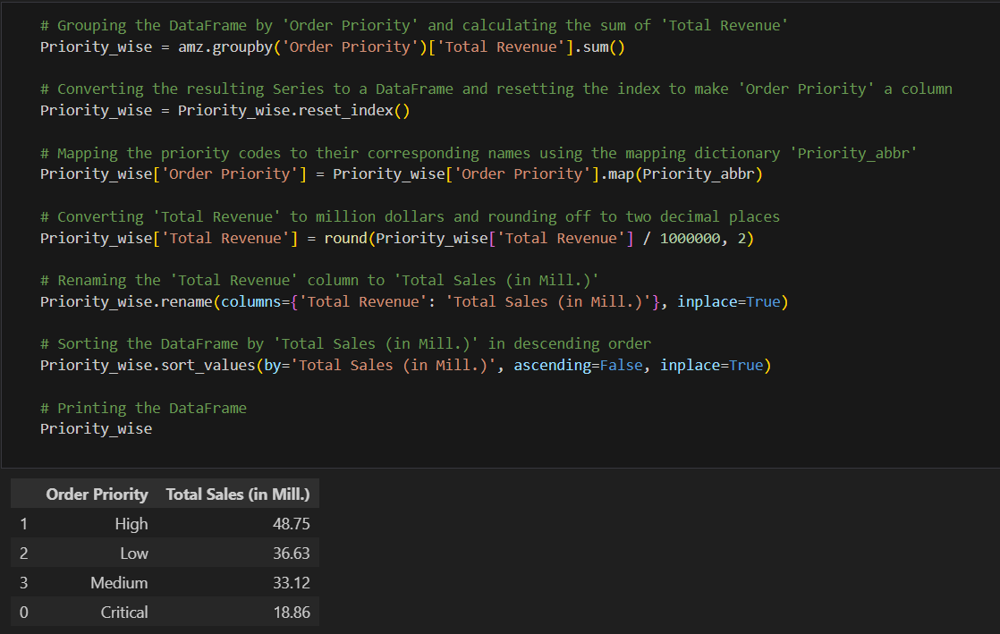 # Grouping the DataFrame by 'Order Priority' and calculating the sum of 'Total Revenue'
Priority_wise = amz.groupby('Order Priority')['Total Revenue'].sum()
# Converting the resulting Series to a DataFrame and resetting the index to make 'Order Priority' a column
Priority_wise = Priority_wise.reset_index()
# Mapping the priority codes to their corresponding names using the mapping dictionary 'Priority_abbr'
Priority_wise['Order Priority'] = Priority_wise['Order Priority'].map(Priority_abbr)
# Converting 'Total Revenue' to million dollars and rounding off to two decimal places
Priority_wise['Total Revenue'] = round(Priority_wise['Total Revenue'] / 1000000, 2)
# Renaming the 'Total Revenue' column to 'Total Sales (in Mill.)'
Priority_wise.rename(columns={'Total Revenue': 'Total Sales (in Mill.)'}, inplace=True)
# Sorting the DataFrame by 'Total Sales (in Mill.)' in descending order
Priority_wise.sort_values(by='Total Sales (in Mill.)', ascending=False, inplace=True)
# Printing the DataFrame
Priority_wise
Order Priority Total Sales (in Mill.)
1 High 48.75
2 Low 36.63
3 Medium 33.12
0 Critical 18.86